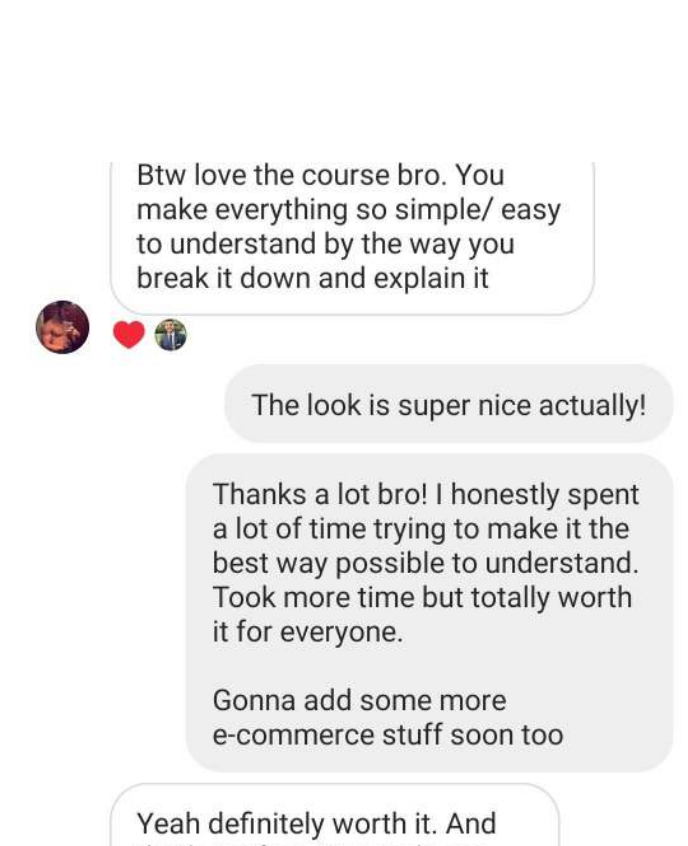 Btw love the course bro. You
make everything so simple/ easy
to understand by the way you
break it down and explain it
The look is super nice actually!
Thanks a lot bro! I honestly spent
a lot of time trying to make it the
best way possible to understand.
Took more time but totally worth
it for everyone.
Gonna add some more
e-commerce stuff soon too
Yeah definitely worth it. And